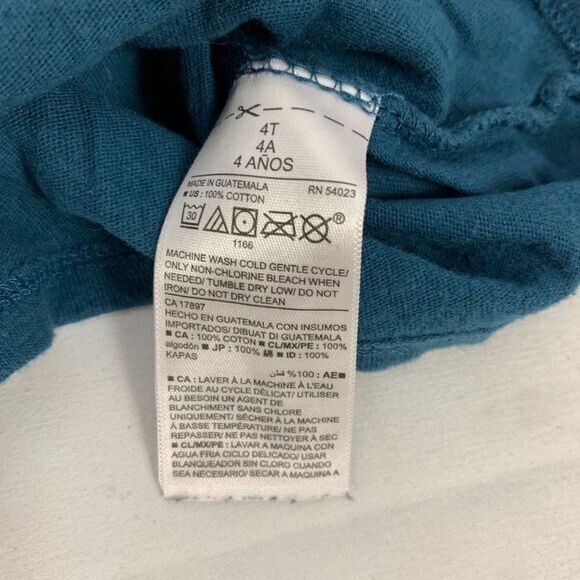 4T
4A
4 AÑOS
MADE IN GUATEMALA RN 54023
■ US : 100% COTTON
30 ®
1166
MACHINE WASH COLD GENTLE CYCLE/
ONLY NON-CHLORINE BLEACH WHEN
NEEDED/ TUMBLE DRY LOW/ DO NOT
IRON/ DO NOT DRY CLEAN
CA 17897
HECHO EN GUATEMALA CON INSUMOS
IMPORTADOS/ DIBUAT DI GUATEMALA
■ CA : 100% COTON ■ CL/MX/PE : 100%
algodón ■ JP : 100% 綿 ■ ID : 100%
KAPAS
■ AE : 100% قطن
■ CA : LAVER À LA MACHINE À L'EAU
FROIDE AU CYCLE DÉLICAT/ UTILISER
AU BESOIN UN AGENT DE
BLANCHIMENT SANS CHLORE
UNIQUEMENT/ SÉCHER À LA MACHINE
À BASSE TEMPÉRATURE/ NE PAS
REPASSER/ NE PAS NETTOYER À SEC
■ CL/MX/PE : LAVAR A MAQUINA CON
AGUA FRIA CICLO DELICADO/ USAR
BLANQUEADOR SIN CLORO CUANDO
SEA NECESARIO/ SECAR A MAQUINA A